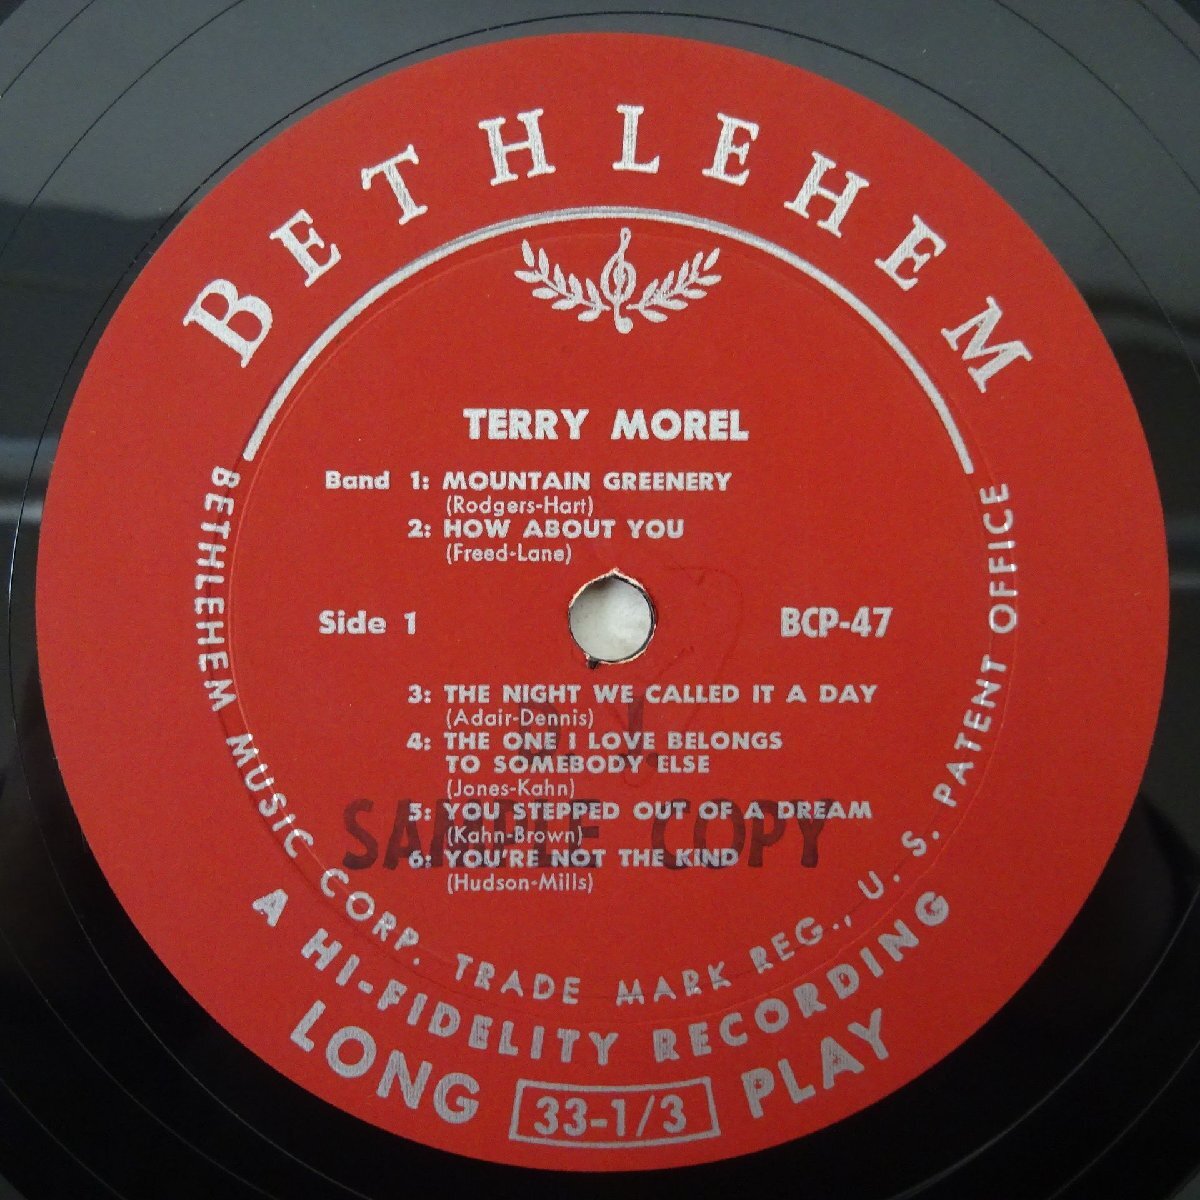 BETHLEHEM
TERRY MOREL
Band 1: MOUNTAIN GREENERY
(Rodgers-Hart)
2: HOW ABOUT YOU
(Freed-Lane)
Side 1
BCP-47
3: THE NIGHT WE CALLED IT A DAY
(Adair-Dennis)
D. J.
4: THE ONE I LOVE BELONGS
TO SOMEBODY ELSE
(Jones-Kahn)
5: YOU STEPPED OUT OF A DREAM
(Kahn-Brown)
SAMPLE COPY
6: YOU'RE NOT THE KIND
(Hudson-Mills)
BETHLEHEM MUSIC CORP. TRADE MARK REG., U. S. PATENT OFFICE
A HI-FIDELITY RECORDING
LONG 33-1/3 PLAY